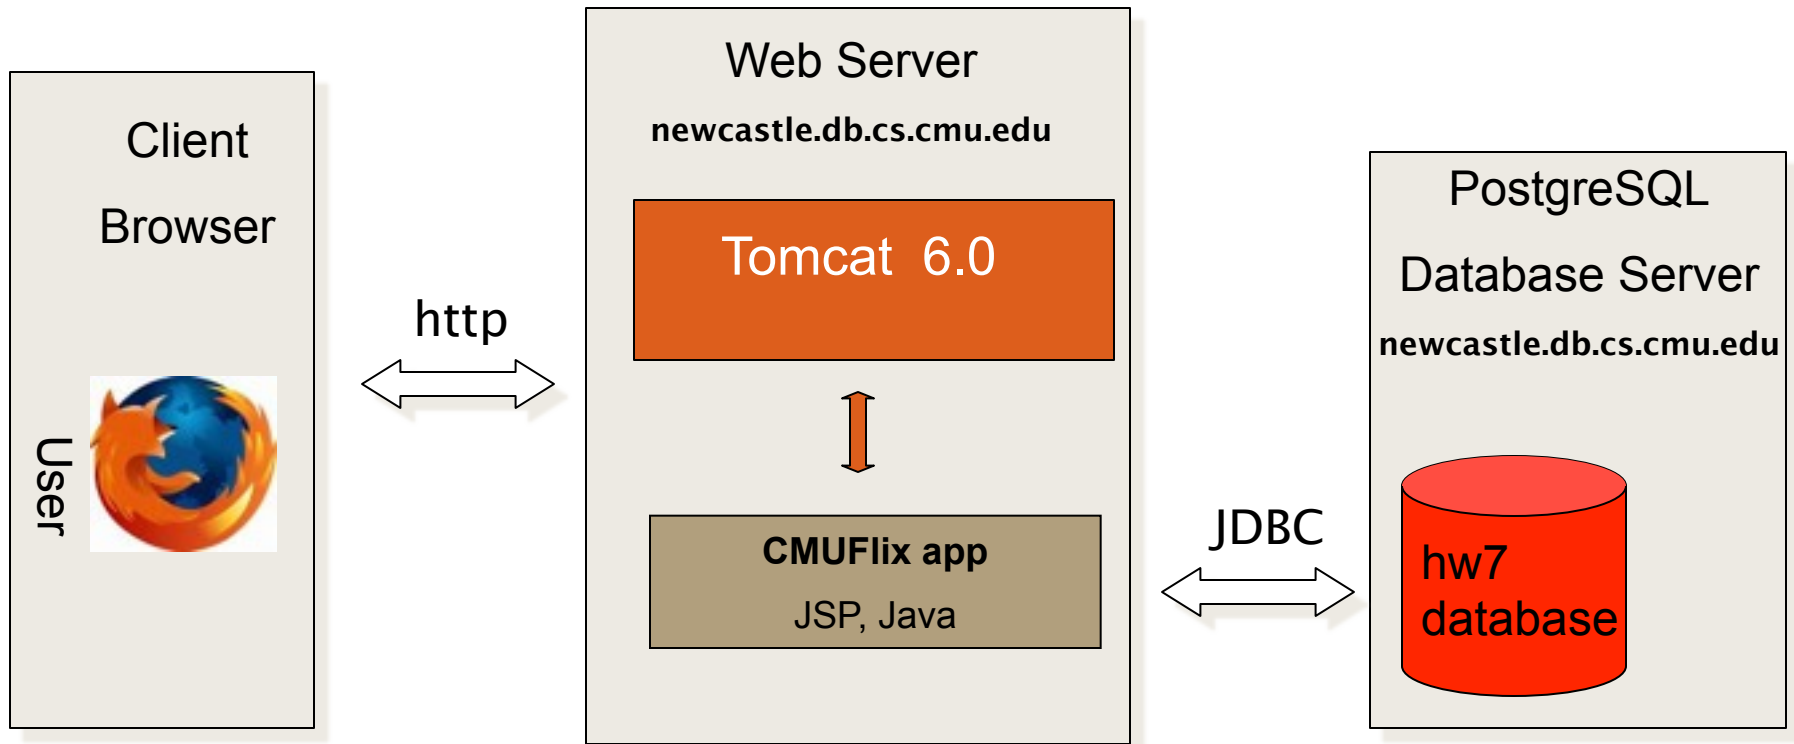 Client
Browser
User
http
Web Server
newcastle.db.cs.cmu.edu
Tomcat 6.0
CMUFlix app
JSP, Java
JDBC
PostgreSQL
Database Server
newcastle.db.cs.cmu.edu
hw7
database